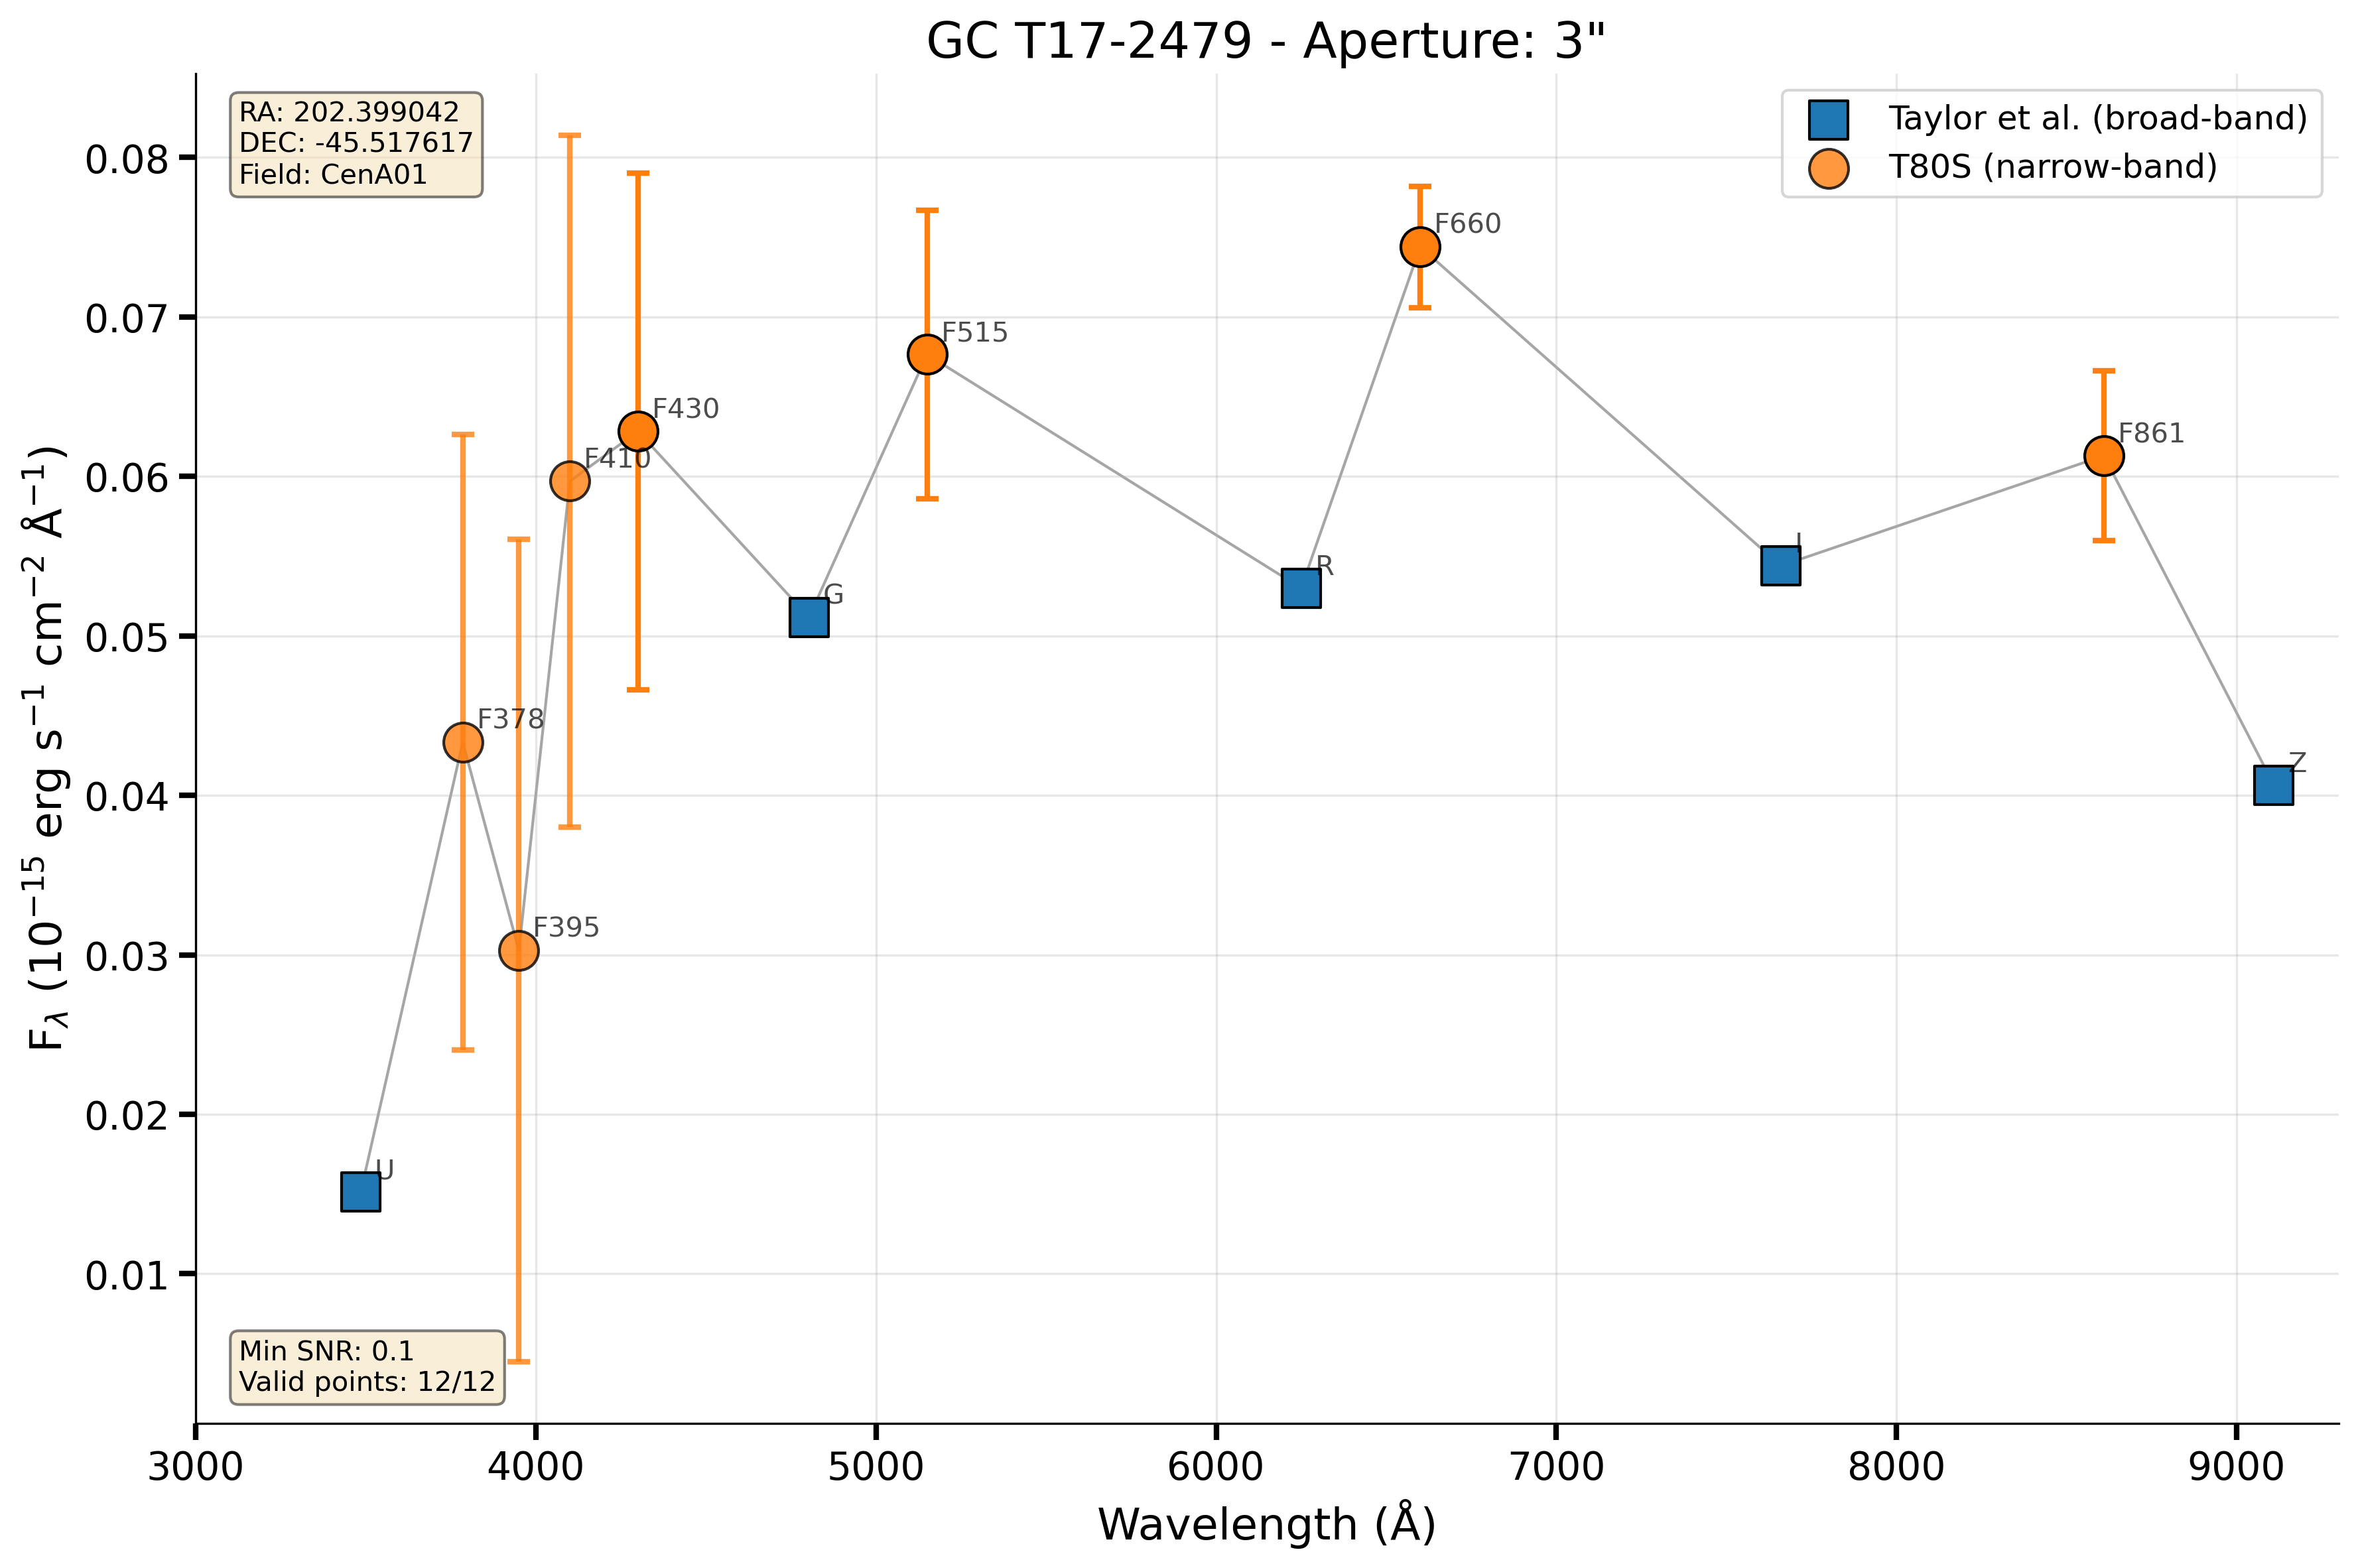 GC T17-2479 - Aperture: 3"
RA: 202.399042
DEC: -45.517617
Field: CenA01
Taylor et al. (broad-band)
T80S (narrow-band)
F660
F515
F430
F410
F861
F378
F395
G
R
I
Z
U
Min SNR: 0.1
Valid points: 12/12
0.08
0.07
0.06
0.05
0.04
0.03
0.02
0.01
F_λ (10⁻¹⁵ erg s⁻¹ cm⁻² Å⁻¹)
3000 4000 5000 6000 7000 8000 9000
Wavelength (Å)